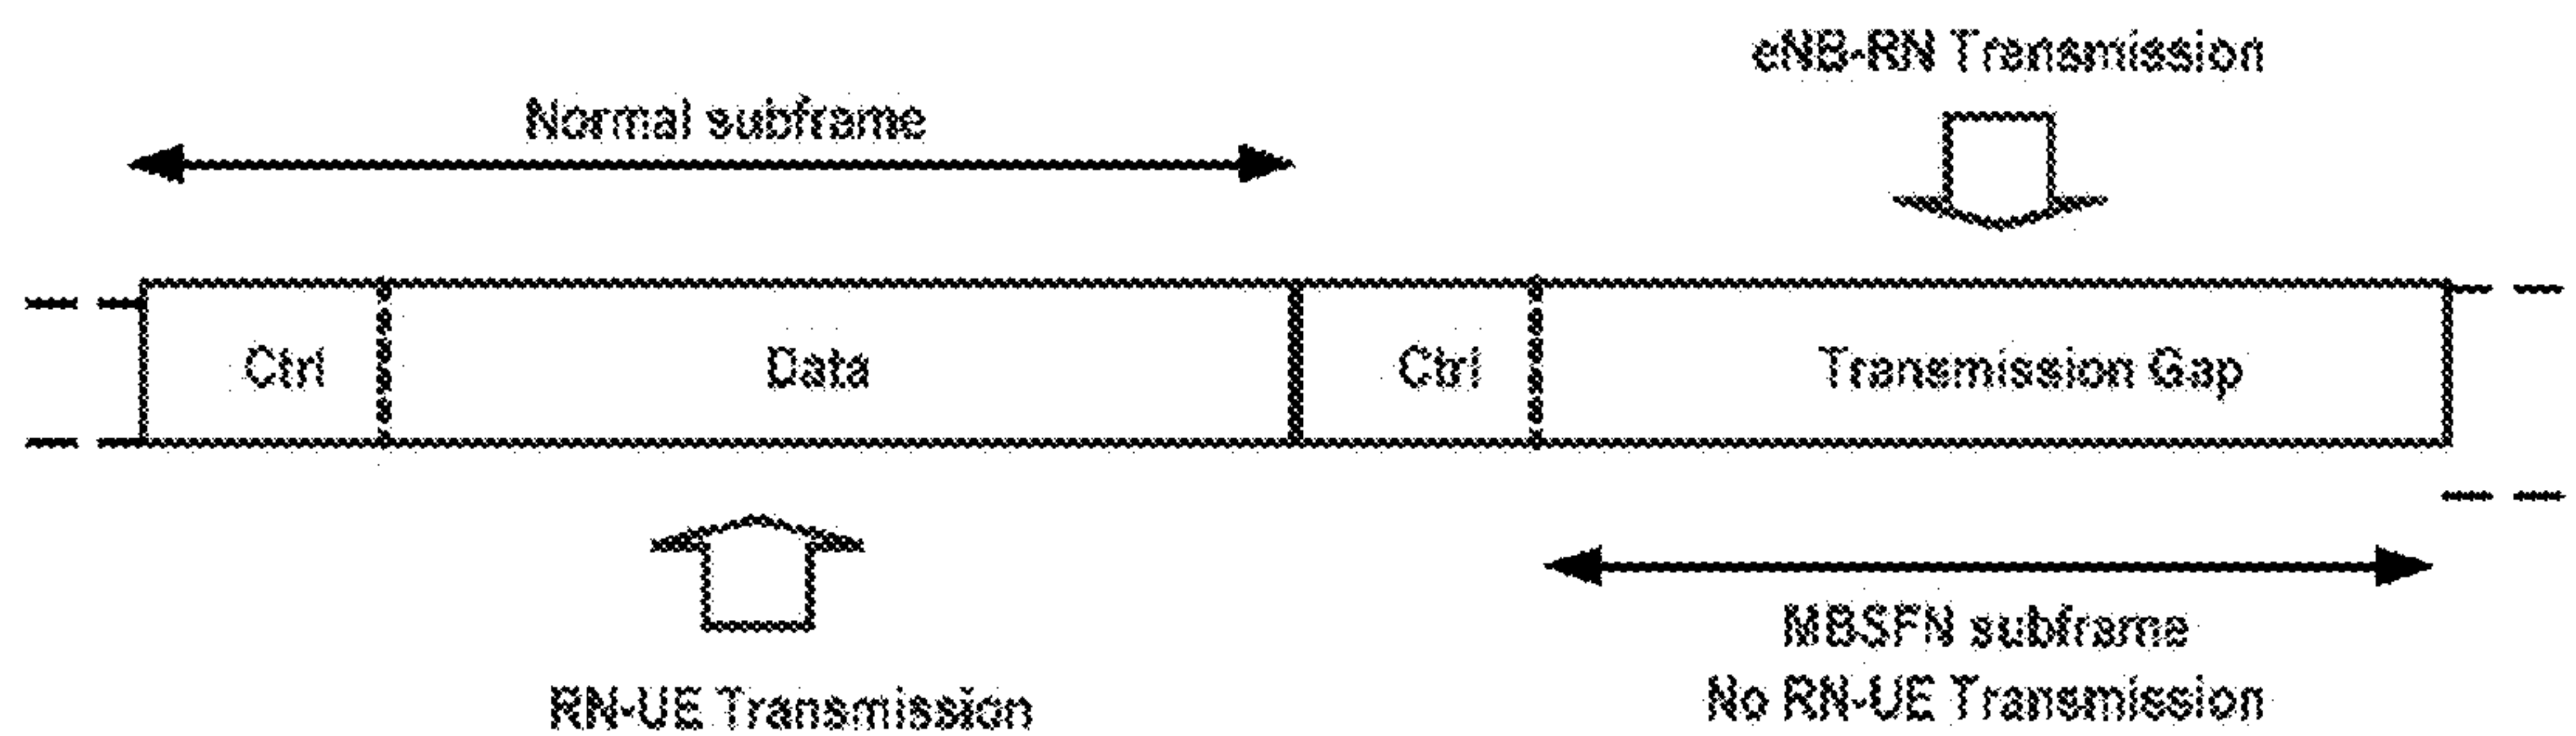 eNB-RN Transmission
Normal subframe
Ctrl
Data
Ctrl
Transmission Gap
MBSFN subframe
No RN-UE Transmission
RN-UE Transmission